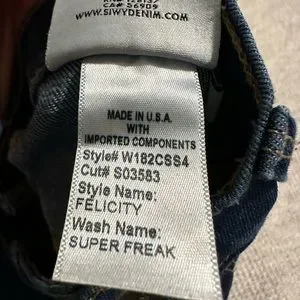 CA# 56909
WWW.SIWYDENIM.COM
MADE IN U.S.A.
WITH
IMPORTED COMPONENTS
Style# W182CSS4
Cut# S03583
Style Name:
FELICITY
Wash Name:
SUPER FREAK